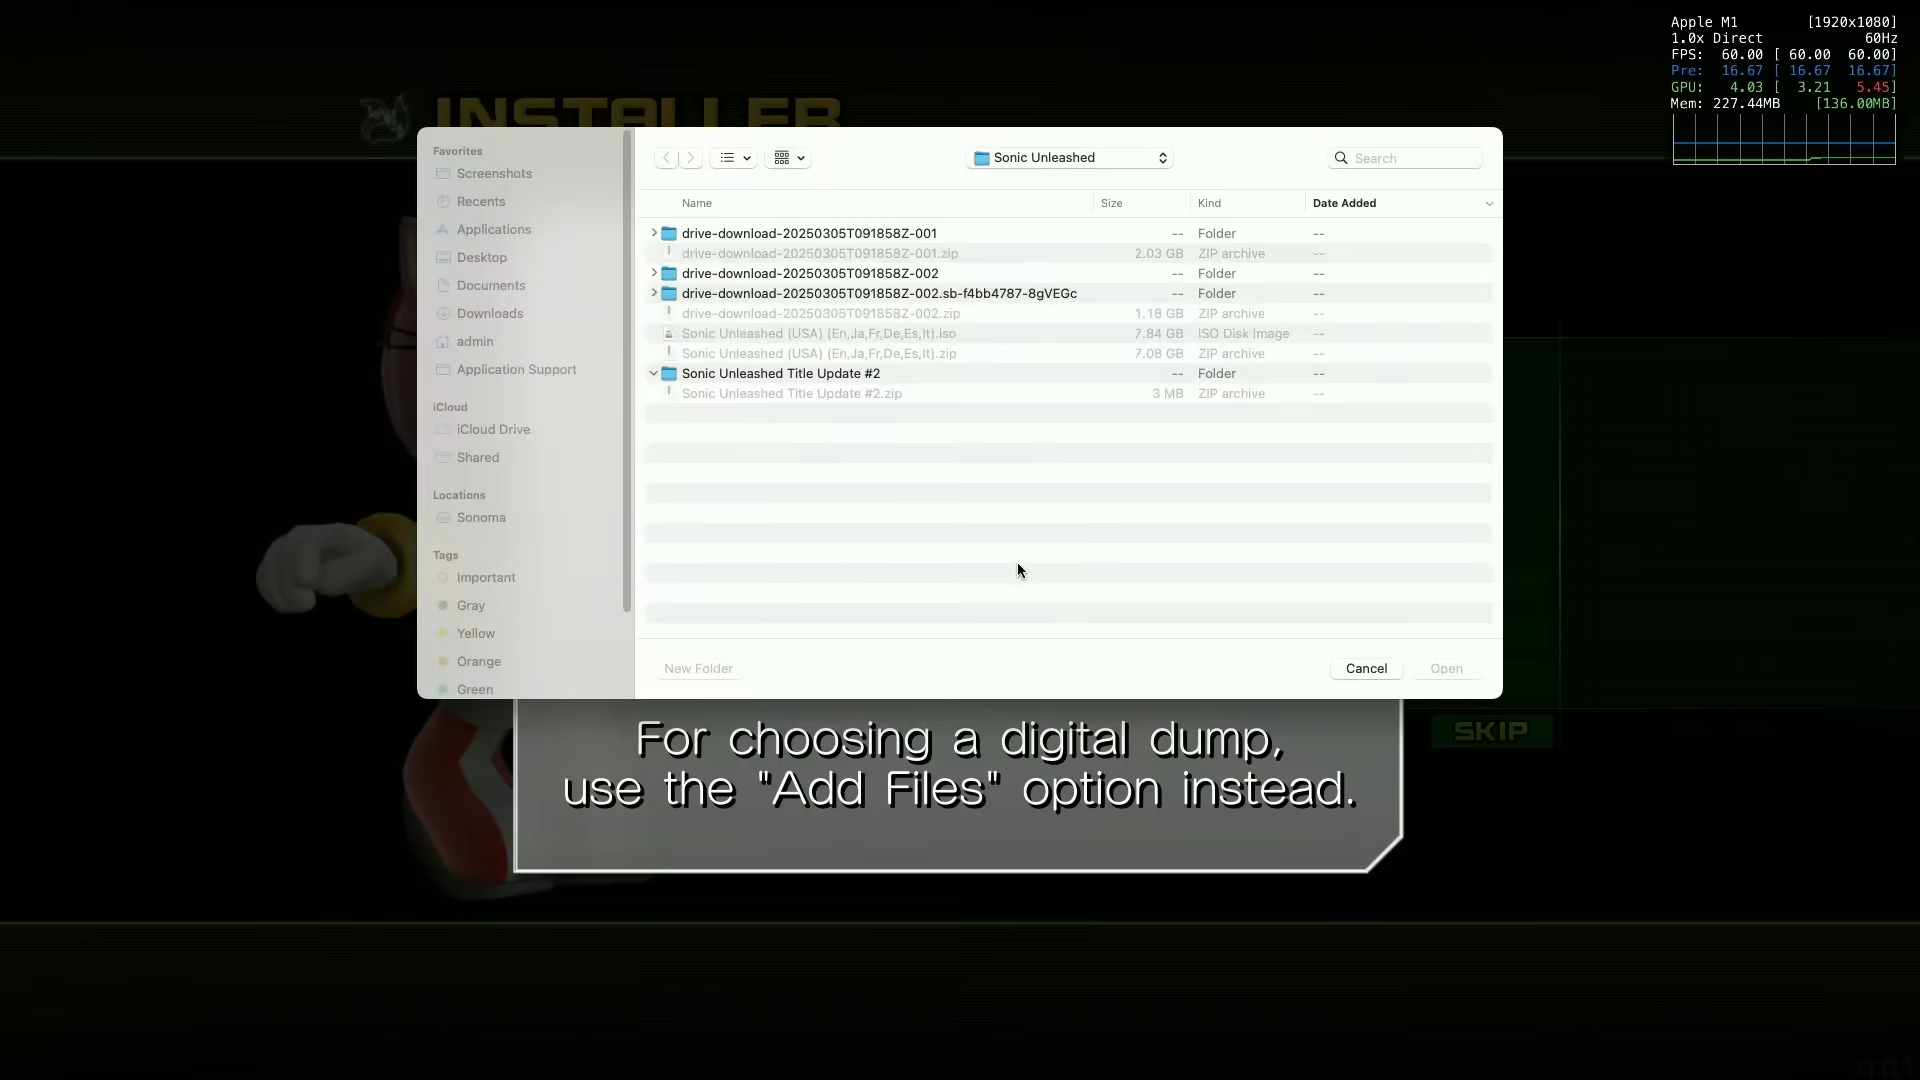 Apple M1 [1920x1080]
1.0x Direct 60Hz
FPS: 60.00 [ 60.00 60.00]
Pre: 16.67 [ 16.67 16.67]
GPU: 4.03 [ 3.21 5.45]
Mem: 227.44MB [136.00MB]
INSTALLER
Favorites
Screenshots
Recents
Applications
Desktop
Documents
Downloads
admin
Application Support
iCloud
iCloud Drive
Shared
Locations
Sonoma
Tags
Important
Gray
Yellow
Orange
Green
Sonic Unleashed
Search
Name Size Kind Date Added
drive-download-20250305T091858Z-001 -- Folder --
drive-download-20250305T091858Z-001.zip 2.03 GB ZIP archive --
drive-download-20250305T091858Z-002 -- Folder --
drive-download-20250305T091858Z-002.sb-f4bb4787-8gVEGc -- Folder --
drive-download-20250305T091858Z-002.zip 1.18 GB ZIP archive --
Sonic Unleashed (USA) (En,Ja,Fr,De,Es,It).iso 7.84 GB ISO Disk Image --
Sonic Unleashed (USA) (En,Ja,Fr,De,Es,It).zip 7.08 GB ZIP archive --
Sonic Unleashed Title Update #2 -- Folder --
Sonic Unleashed Title Update #2.zip 3 MB ZIP archive --
New Folder Cancel Open
For choosing a digital dump,
use the "Add Files" option instead.
SKIP